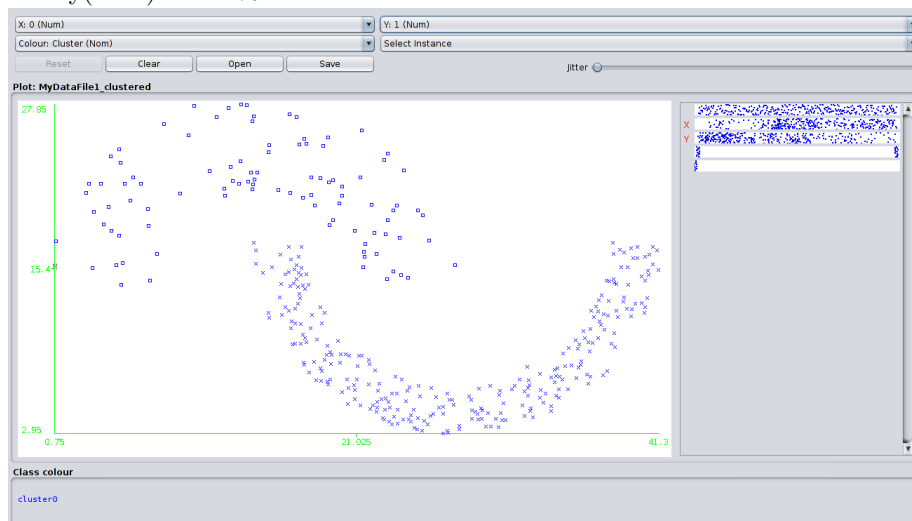 X: 0 (Num)
Y: 1 (Num)
Colour: Cluster (Nom)
Select Instance
Reset
Clear
Open
Save
Jitter
Plot: MyDataFile1_clustered
27.85
15.4
2.95
0.75
21.025
41.3
X
Y
Class colour
cluster0